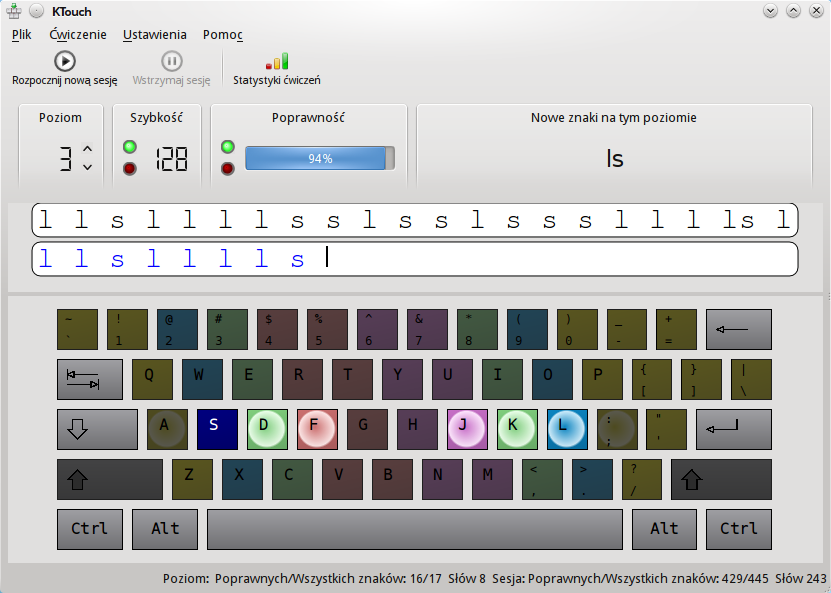 KTouch
Plik Ćwiczenie Ustawienia Pomoc
Rozpocznij nową sesję Wstrzymaj sesję Statystyki ćwiczeń
Poziom Szybkość Poprawność Nowe znaki na tym poziomie
3 128 94% ls
l l s l l l l s s l s s l s s s l l l ls l
l l s l l l l s
~ ! @ # $ % ^ & * ( ) _ +
` 1 2 3 4 5 6 7 8 9 0 - =
Q W E R T Y U I O P { } |
[ ] \
A S D F G H J K L : "
; '
Z X C V B N M < > ?
, . /
Ctrl Alt Alt Ctrl
Poziom: Poprawnych/Wszystkich znaków: 16/17 Słów 8 Sesja: Poprawnych/Wszystkich znaków: 429/445 Słów 243